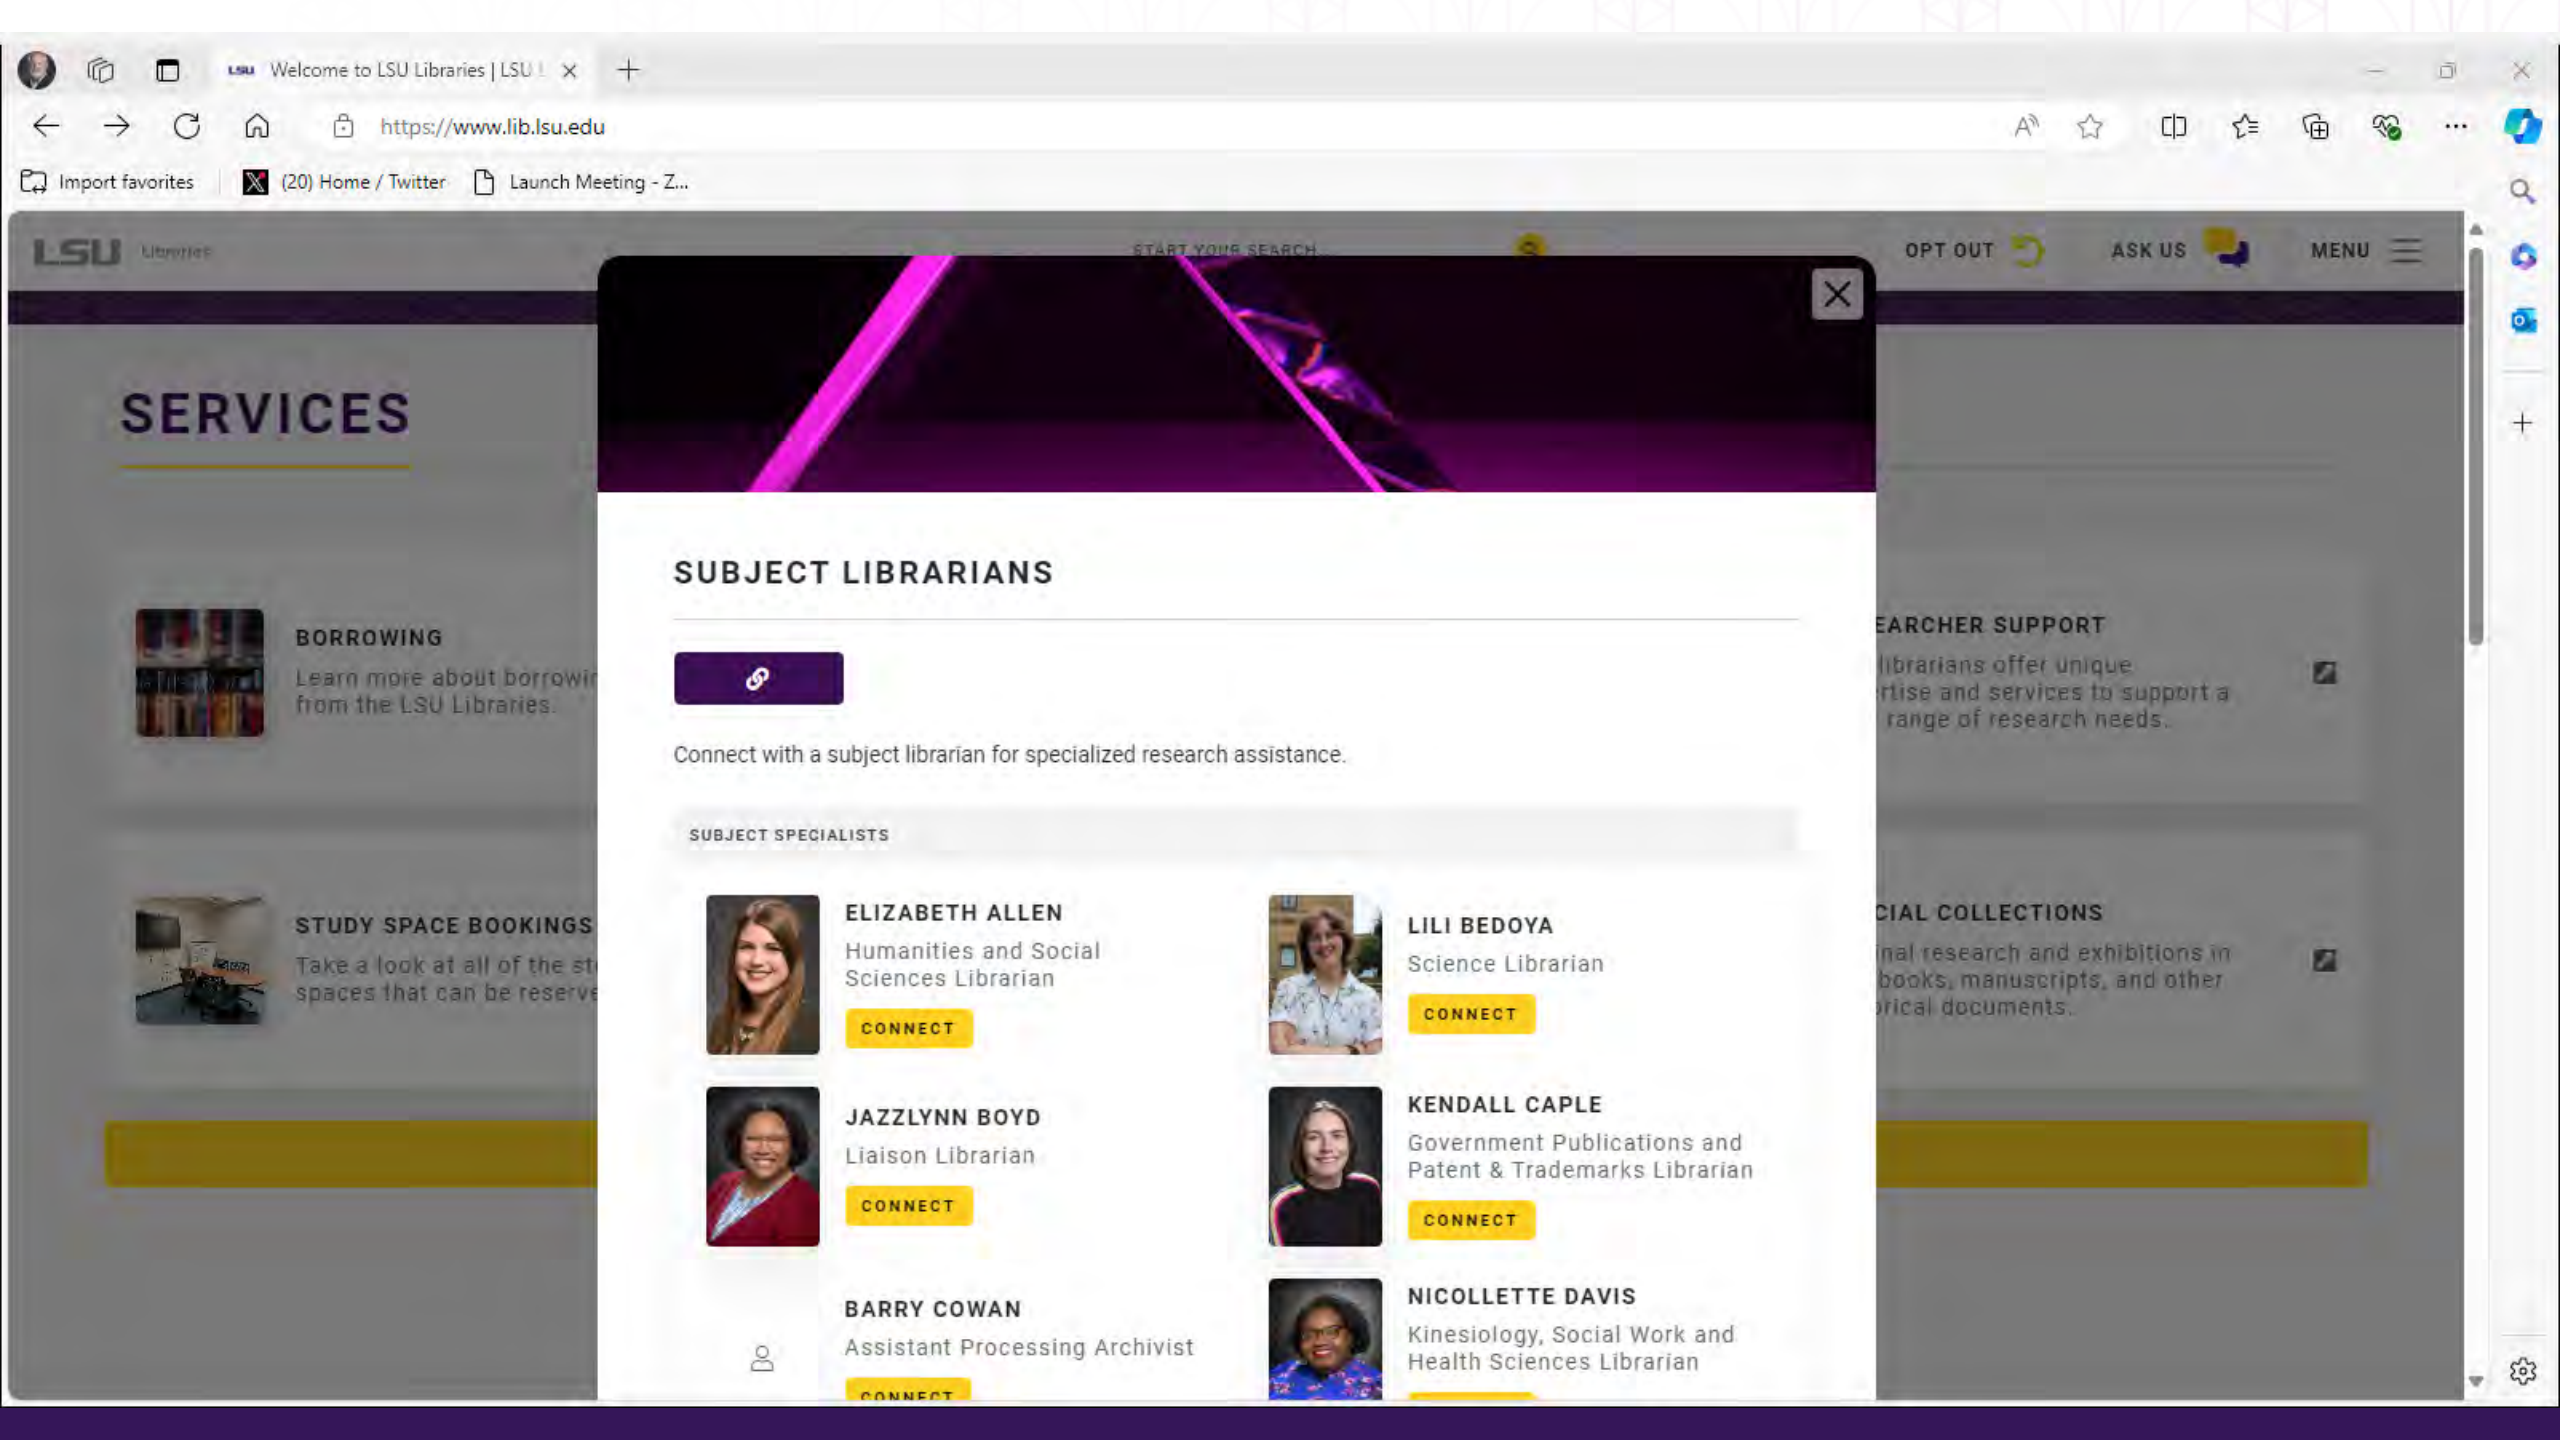 LSU Welcome to LSU Libraries | LSU
https://www.lib.lsu.edu
Import favorites
(20) Home / Twitter
Launch Meeting - Z...
LSU Libraries
START YOUR SEARCH...
OPT OUT
ASK US
MENU
SERVICES
BORROWING
Learn more about borrowin
from the LSU Libraries.
STUDY SPACE BOOKINGS
Take a look at all of the st
spaces that can be reserve
SUBJECT LIBRARIANS
Connect with a subject librarian for specialized research assistance.
SUBJECT SPECIALISTS
ELIZABETH ALLEN
Humanities and Social
Sciences Librarian
CONNECT
LILI BEDOYA
Science Librarian
CONNECT
JAZZLYNN BOYD
Liaison Librarian
CONNECT
KENDALL CAPLE
Government Publications and
Patent & Trademarks Librarian
CONNECT
BARRY COWAN
Assistant Processing Archivist
CONNECT
NICOLLETTE DAVIS
Kinesiology, Social Work and
Health Sciences Librarian
EARCHER SUPPORT
librarians offer unique
rtise and services to support a
range of research needs.
CIAL COLLECTIONS
nal research and exhibitions in
books, manuscripts, and other
orical documents.